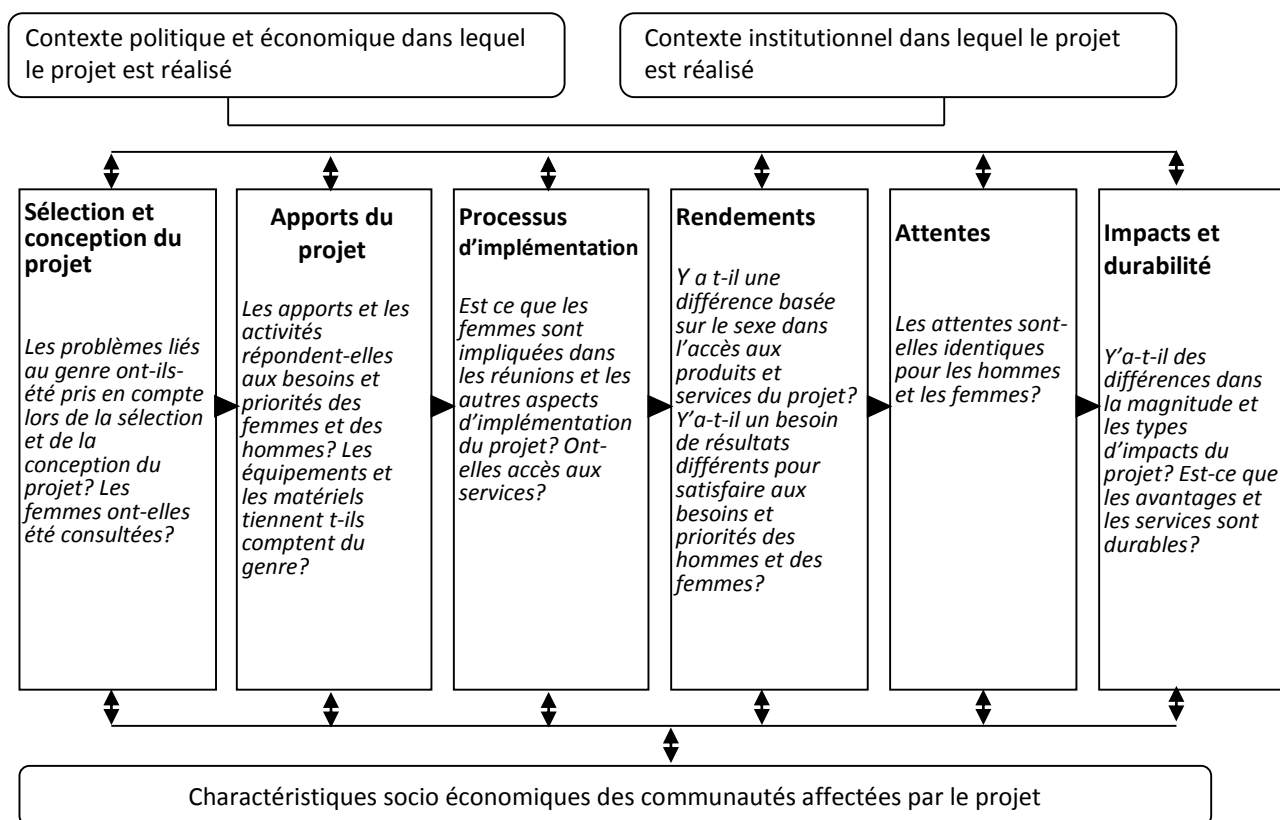 Contexte politique et économique dans lequel
le projet est réalisé
Contexte institutionnel dans lequel le projet
est réalisé
Sélection et
conception du
projet
Les problèmes liés
au genre ont-ils-
été pris en compte
lors de la sélection
et de la
conception du
projet? Les
femmes ont-elles
été consultées?
Apports du
projet
Les apports et les
activités
répondent-elles
aux besoins et
priorités des
femmes et des
hommes? Les
équipements et
les matériels
tiennent t-ils
comptent du
genre?
Processus
d’implémentation
Est ce que les
femmes sont
impliquées dans
les réunions et les
autres aspects
d’implémentation
du projet? Ont-
elles accès aux
services?
Rendements
Y a t-il une
différence basée
sur le sexe dans
l’accès aux
produits et
services du projet?
Y’a-t-il un besoin
de résultats
différents pour
satisfaire aux
besoins et
priorités des
hommes et des
femmes?
Attentes
Les attentes sont-
elles identiques
pour les hommes
et les femmes?
Impacts et
durabilité
Y’a-t-il des
différences dans
la magnitude et
les types
d’impacts du
projet? Est-ce que
les avantages et
les services sont
durables?
Charactéristiques socio économiques des communautés affectées par le projet